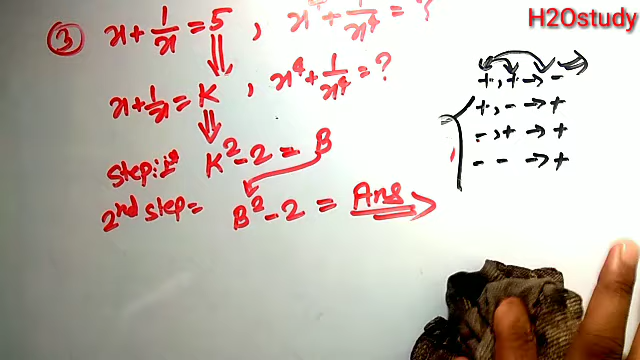 H2Ostudy
③ x + 1/x = 5 , x⁴ + 1/x⁴ = ?
x + 1/x = K , x⁴ + 1/x⁴ = ?
Step: 1st K² - 2 = B
2nd step = B² - 2 = Ans
+ , + → -
+ , - → +
- , + → +
- - → +